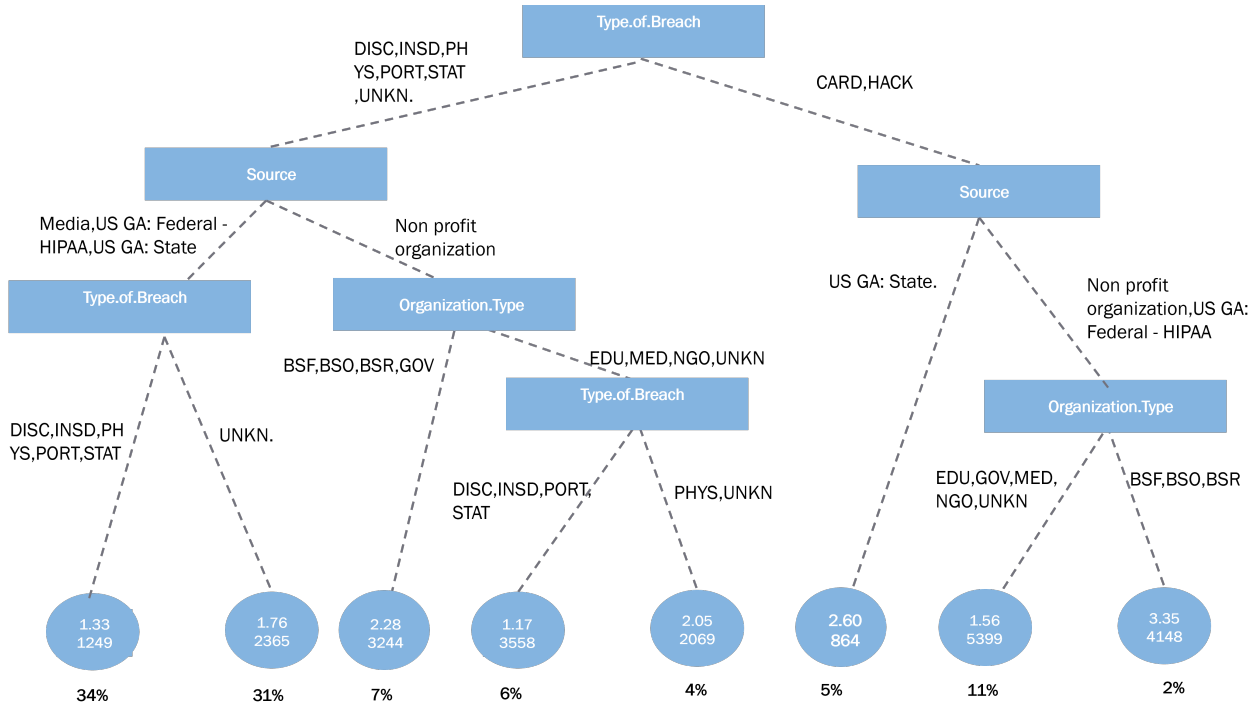 Type.of.Breach
DISC,INSD,PH
YS,PORT,STAT
,UNKN.
CARD,HACK
Source
Source
Media,US GA: Federal -
HIPAA,US GA: State
Non profit
organization
US GA: State.
Non profit
organization,US GA:
Federal - HIPAA
Type.of.Breach
Organization.Type
BSF,BSO,BSR,GOV
EDU,MED,NGO,UNKN
Type.of.Breach
Organization.Type
DISC,INSD,PH
YS,PORT,STAT
UNKN.
DISC,INSD,PORT,
STAT
PHYS,UNKN
EDU,GOV,MED,
NGO,UNKN
BSF,BSO,BSR
1.33
1249
1.76
2365
2.28
3244
1.17
3558
2.05
2069
2.60
864
1.56
5399
3.35
4148
34%
31%
7%
6%
4%
5%
11%
2%